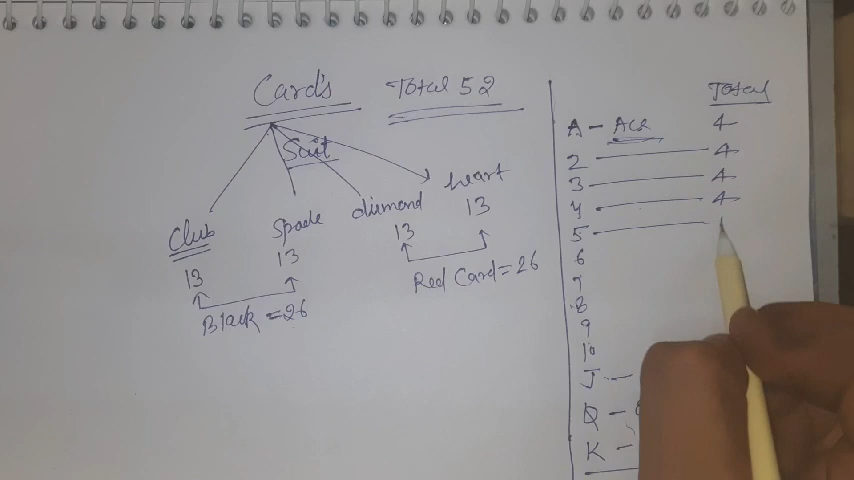 Card's Total 52
Suit
Club Spade diamond heart
13 13 13 13
Black = 26 Red Card = 26
Total
A - Ace 4
2 4
3 4
4 4
5
6
7
8
9
10
J -
Q -
K -